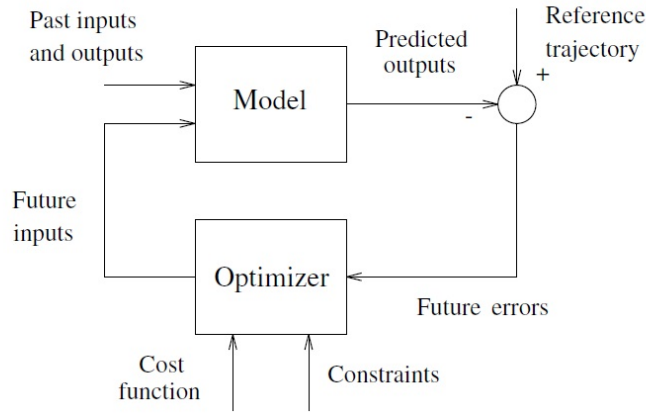 Past inputs
and outputs
Model
Predicted
outputs
Reference
trajectory
+
-
Future
inputs
Optimizer
Future errors
Cost
function
Constraints